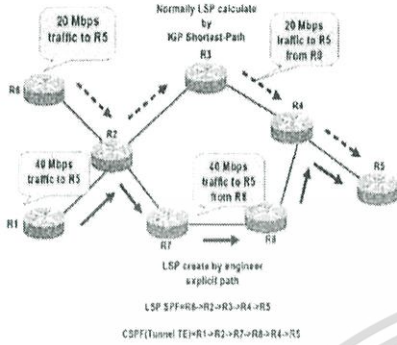 20 Mbps
traffic to R5
Normally LSP calculate
by
IGP Shortest-Path
20 Mbps
traffic to R5
from R9
R3
R6
R2
R4
40 Mbps
traffic to R5
40 Mbps
traffic to R5
from R8
R5
R1
R7
R8
LSP create by engineer
explicit path
LSP SPF=R6->R2->R3->R4->R5
CSPF(Tunnel TE)=R1->R2->R7->R8->R4->R5